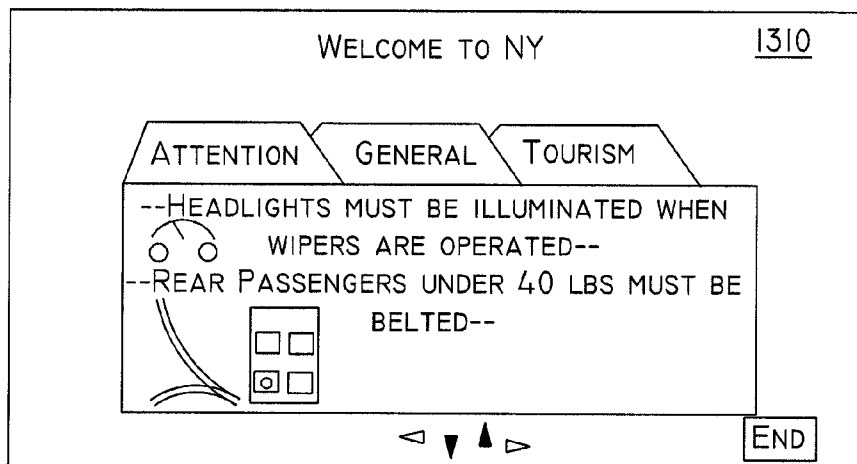 WELCOME TO NY
1310
ATTENTION
GENERAL
TOURISM
--HEADLIGHTS MUST BE ILLUMINATED WHEN
WIPERS ARE OPERATED--
--REAR PASSENGERS UNDER 40 LBS MUST BE
BELTED--
END